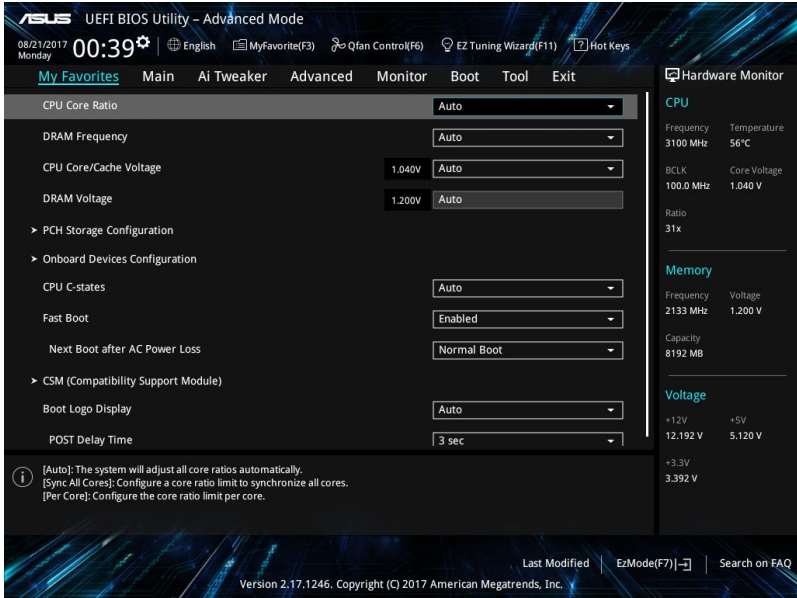 ASUS UEFI BIOS Utility – Advanced Mode
08/21/2017 Monday 00:39 English MyFavorite(F3) Qfan Control(F6) EZ Tuning Wizard(F11) ? Hot Keys
My Favorites Main Ai Tweaker Advanced Monitor Boot Tool Exit
CPU Core Ratio Auto
DRAM Frequency Auto
CPU Core/Cache Voltage 1.040V Auto
DRAM Voltage 1.200V Auto
> PCH Storage Configuration
> Onboard Devices Configuration
CPU C-states Auto
Fast Boot Enabled
Next Boot after AC Power Loss Normal Boot
> CSM (Compatibility Support Module)
Boot Logo Display Auto
POST Delay Time 3 sec
[Auto]: The system will adjust all core ratios automatically.
[Sync All Cores]: Configure a core ratio limit to synchronize all cores.
[Per Core]: Configure the core ratio limit per core.
Hardware Monitor
CPU
Frequency Temperature
3100 MHz 56°C
BCLK Core Voltage
100.0 MHz 1.040 V
Ratio
31x
Memory
Frequency Voltage
2133 MHz 1.200 V
Capacity
8192 MB
Voltage
+12V +5V
12.192 V 5.120 V
+3.3V
3.392 V
Last Modified EzMode(F7) Search on FAQ
Version 2.17.1246. Copyright (C) 2017 American Megatrends, Inc.